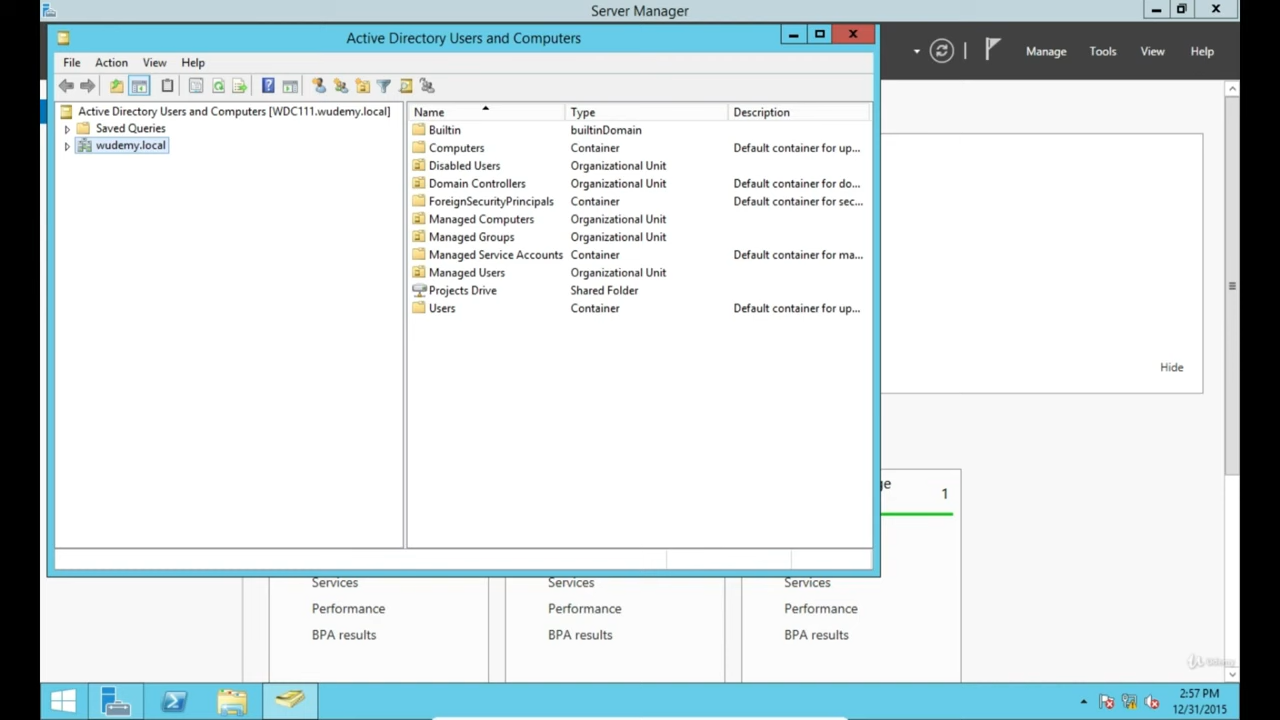 Server Manager
Active Directory Users and Computers
Manage Tools View Help
File Action View Help
Active Directory Users and Computers [WDC111.wudemy.local]
Saved Queries
wudemy.local
Name Type Description
Builtin builtinDomain
Computers Container Default container for up...
Disabled Users Organizational Unit
Domain Controllers Organizational Unit Default container for do...
ForeignSecurityPrincipals Container Default container for sec...
Managed Computers Organizational Unit
Managed Groups Organizational Unit
Managed Service Accounts Container Default container for ma...
Managed Users Organizational Unit
Projects Drive Shared Folder
Users Container Default container for up...
Hide
ge 1
Services Services Services
Performance Performance Performance
BPA results BPA results BPA results
Udemy
2:57 PM
12/31/2015